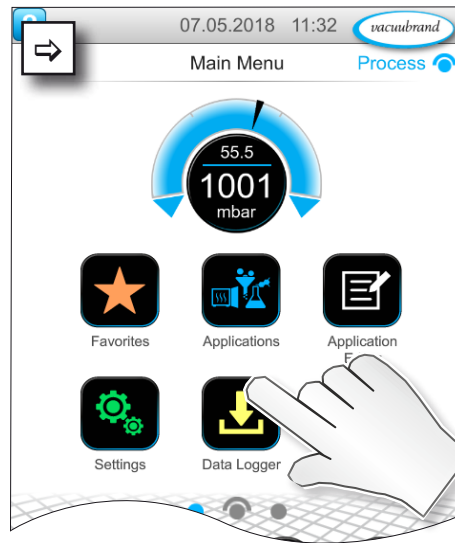 07.05.2018 11:32 vacuubrand
Main Menu Process
55.5
1001
mbar
Favorites Applications Application
Settings Data Logger